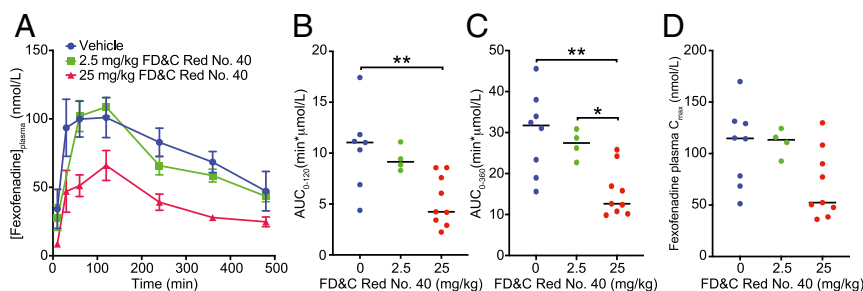 A
Vehicle
2.5 mg/kg FD&C Red No. 40
25 mg/kg FD&C Red No. 40
[Fexofenadine]plasma (nmol/L)
150
100
50
0
0 100 200 300 400 500
Time (min)
B
**
AUC0-120(min*μmol/L)
20
15
10
5
0
0 2.5 25
FD&C Red No. 40 (mg/kg)
C
**
*
AUC0-360(min*μmol/L)
50
40
30
20
10
0
0 2.5 25
FD&C Red No. 40 (mg/kg)
D
Fexofenadine plasma Cmax (nmol/L)
200
150
100
50
0
0 2.5 25
FD&C Red No. 40 (mg/kg)